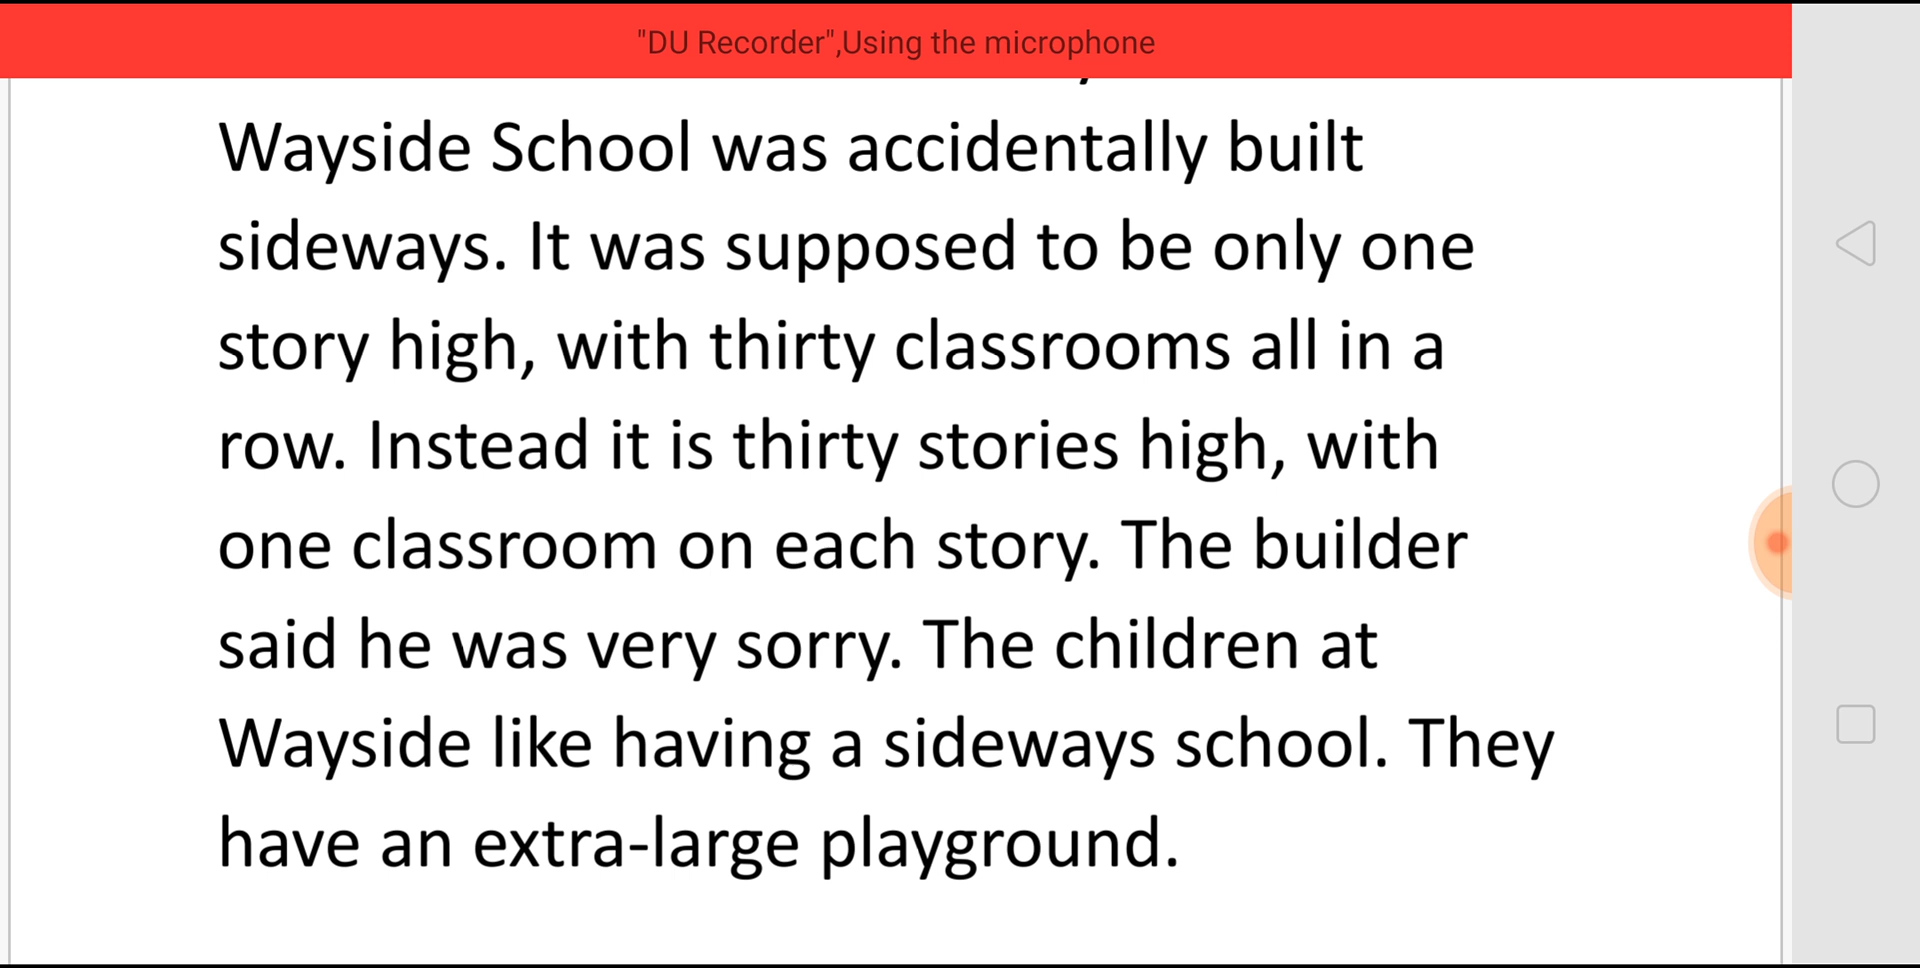 "DU Recorder",Using the microphone
Wayside School was accidentally built
sideways. It was supposed to be only one
story high, with thirty classrooms all in a
row. Instead it is thirty stories high, with
one classroom on each story. The builder
said he was very sorry. The children at
Wayside like having a sideways school. They
have an extra-large playground.